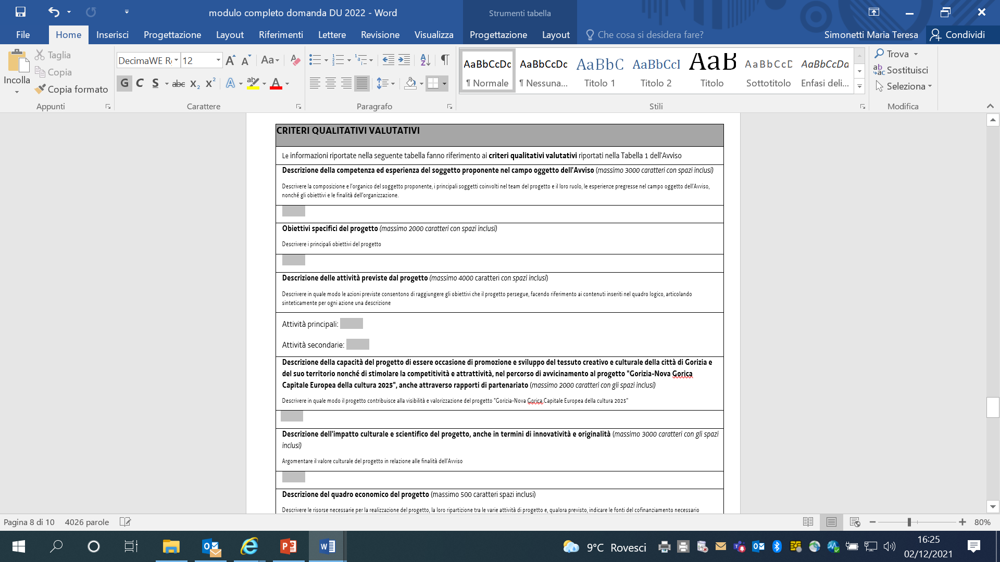 modulo completo domanda DU 2022 - Word
Strumenti tabella
File
Home
Inserisci
Progettazione
Layout
Riferimenti
Lettere
Revisione
Visualizza
Progettazione
Layout
Che cosa si desidera fare?
Simonetti Maria Teresa
Condividi
Incolla
Taglia
Copia
Copia formato
Appunti
DecimaWE R
12
Carattere
Paragrafo
AaBbCcDc
¶ Normale
AaBbCcDc
¶ Nessuna...
AaBbC
Titolo 1
AaBbCcI
Titolo 2
AaB
Titolo
AaBbCcD
Sottotitolo
AaBbCcDa
Enfasi deli...
Stili
Trova
Sostituisci
Seleziona
Modifica
CRITERI QUALITATIVI VALUTATIVI
Le informazioni riportate nella seguente tabella fanno riferimento ai criteri qualitativi valutativi riportati nella Tabella 1 dell'Avviso
Descrizione della competenza ed esperienza del soggetto proponente nel campo oggetto dell'Avviso (massimo 3000 caratteri con spazi inclusi)
Descrivere la composizione e l'organico del soggetto proponente, i principali soggetti coinvolti nel team del progetto e il loro ruolo, le esperienze pregresse nel campo oggetto dell'Avviso,
nonché gli obiettivi e le finalità dell'organizzazione.
Obiettivi specifici del progetto (massimo 2000 caratteri con spazi inclusi)
Descrivere i principali obiettivi del progetto
Descrizione delle attività previste dal progetto (massimo 4000 caratteri con spazi inclusi)
Descrivere in quale modo le azioni previste consentono di raggiungere gli obiettivi che il progetto persegue, facendo riferimento ai contenuti inseriti nel quadro logico, articolando
sinteticamente per ogni azione una descrizione
Attività principali:
Attività secondarie:
Descrizione della capacità del progetto di essere occasione di promozione e sviluppo del tessuto creativo e culturale della città di Gorizia e
del suo territorio nonché di stimolare la competitività e attrattività, nel percorso di avvicinamento al progetto "Gorizia-Nova Gorica
Capitale Europea della cultura 2025", anche attraverso rapporti di partenariato (massimo 2000 caratteri con gli spazi inclusi)
Descrivere in quale modo il progetto contribuisce alla visibilità e valorizzazione del progetto "Gorizia-Nova Gorica Capitale Europea della cultura 2025"
Descrizione dell'impatto culturale e scientifico del progetto, anche in termini di innovatività e originalità (massimo 3000 caratteri con gli spazi
inclusi)
Argomentare il valore culturale del progetto in relazione alle finalità dell'Avviso
Descrizione del quadro economico del progetto (massimo 500 caratteri spazi inclusi)
Descrivere le risorse necessarie per la realizzazione del progetto, la loro ripartizione tra le varie attività di progetto e, qualora previsto, indicare le fonti del cofinanziamento necessario
Pagina 8 di 10
4026 parole
80%
9°C Rovesci
16:25
02/12/2021